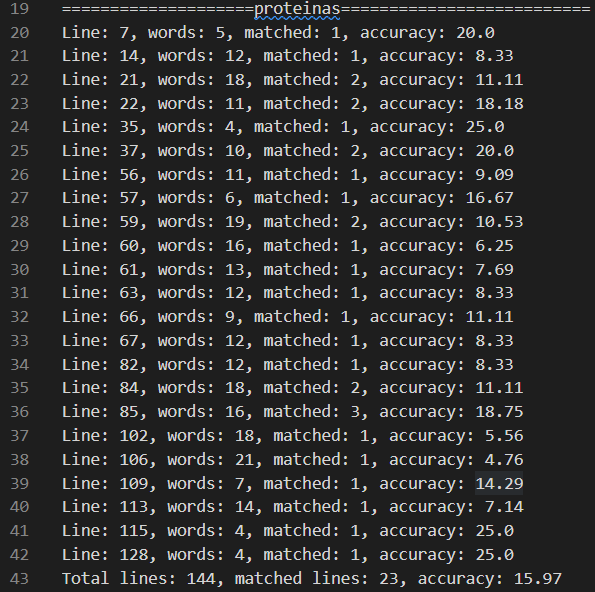 19 ====================proteinas==========================
20 Line: 7, words: 5, matched: 1, accuracy: 20.0
21 Line: 14, words: 12, matched: 1, accuracy: 8.33
22 Line: 21, words: 18, matched: 2, accuracy: 11.11
23 Line: 22, words: 11, matched: 2, accuracy: 18.18
24 Line: 35, words: 4, matched: 1, accuracy: 25.0
25 Line: 37, words: 10, matched: 2, accuracy: 20.0
26 Line: 56, words: 11, matched: 1, accuracy: 9.09
27 Line: 57, words: 6, matched: 1, accuracy: 16.67
28 Line: 59, words: 19, matched: 2, accuracy: 10.53
29 Line: 60, words: 16, matched: 1, accuracy: 6.25
30 Line: 61, words: 13, matched: 1, accuracy: 7.69
31 Line: 63, words: 12, matched: 1, accuracy: 8.33
32 Line: 66, words: 9, matched: 1, accuracy: 11.11
33 Line: 67, words: 12, matched: 1, accuracy: 8.33
34 Line: 82, words: 12, matched: 1, accuracy: 8.33
35 Line: 84, words: 18, matched: 2, accuracy: 11.11
36 Line: 85, words: 16, matched: 3, accuracy: 18.75
37 Line: 102, words: 18, matched: 1, accuracy: 5.56
38 Line: 106, words: 21, matched: 1, accuracy: 4.76
39 Line: 109, words: 7, matched: 1, accuracy: 14.29
40 Line: 113, words: 14, matched: 1, accuracy: 7.14
41 Line: 115, words: 4, matched: 1, accuracy: 25.0
42 Line: 128, words: 4, matched: 1, accuracy: 25.0
43 Total lines: 144, matched lines: 23, accuracy: 15.97